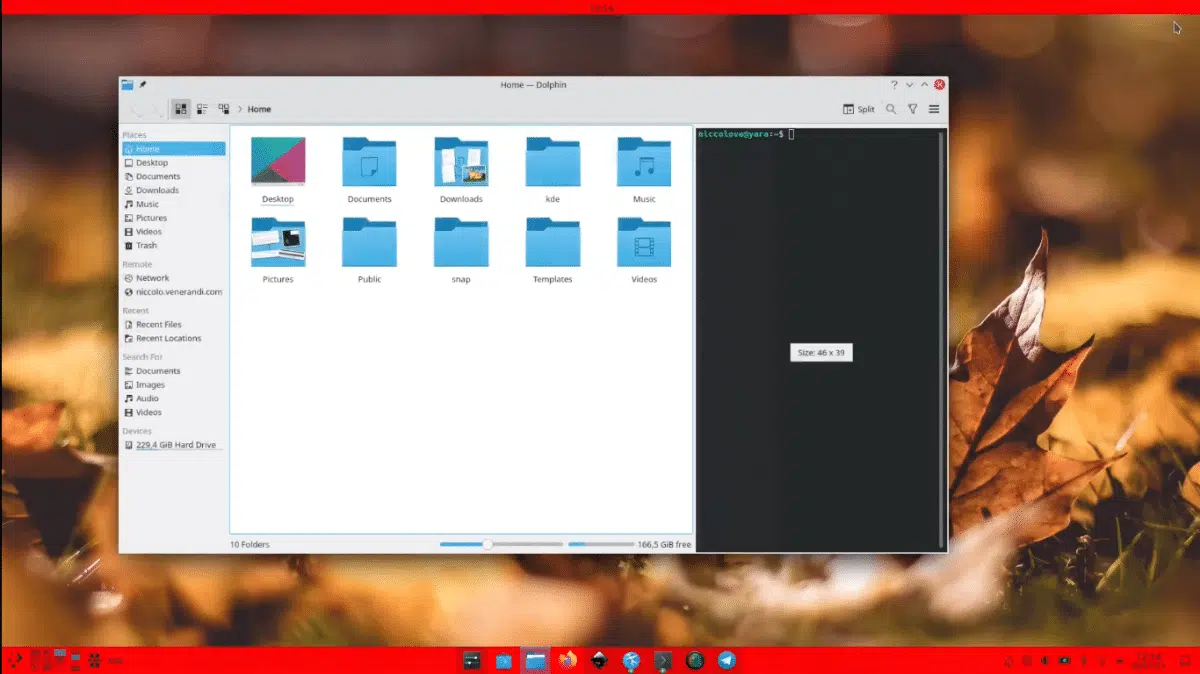 Home — Dolphin
?
Home
Split
Places
Home
Desktop
Documents
Downloads
Music
Pictures
Videos
Trash
Remote
Network
niccolo.venerandi.com
Recent
Recent Files
Recent Locations
Search For
Documents
Images
Audio
Videos
Devices
229,4 GiB Hard Drive
Desktop
Documents
Downloads
kde
Music
Pictures
Public
snap
Templates
Videos
10 Folders
166,5 GiB free
niccolove@yara:~$
Size: 46 x 39